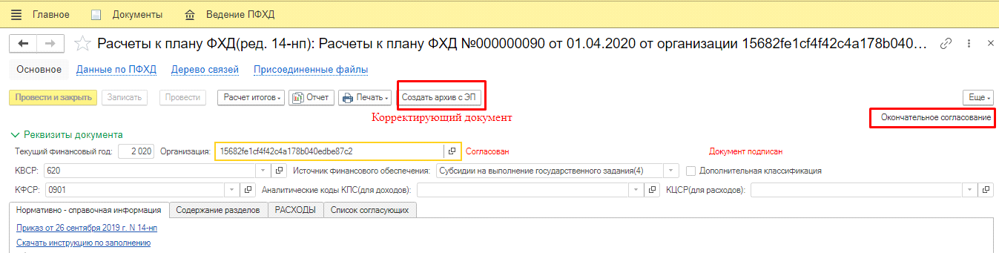 Главное Документы Ведение ПФХД
Расчеты к плану ФХД(ред. 14-нп): Расчеты к плану ФХД №000000090 от 01.04.2020 от организации 15682fe1cf4f42c4a178b040...
Основное Данные по ПФХД Дерево связей Присоединенные файлы
Провести и закрыть Записать Провести Расчет итогов Отчет Печать Создать архив с ЭП Еще
Корректирующий документ Окончательное согласование
Реквизиты документа
Текущий финансовый год: 2 020 Организация: 15682fe1cf4f42c4a178b040edbe87c2 Согласован Документ подписан
КВСР: 620 Источник финансового обеспечения: Субсидии на выполнение государственного задания(4) Дополнительная классификация
КФСР: 0901 Аналитические коды КПС(для доходов): КЦСР(для расходов):
Нормативно - справочная информация Содержание разделов РАСХОДЫ Список согласующих
Приказ от 26 сентября 2019 г. N 14-нп
Скачать инструкцию по заполнению